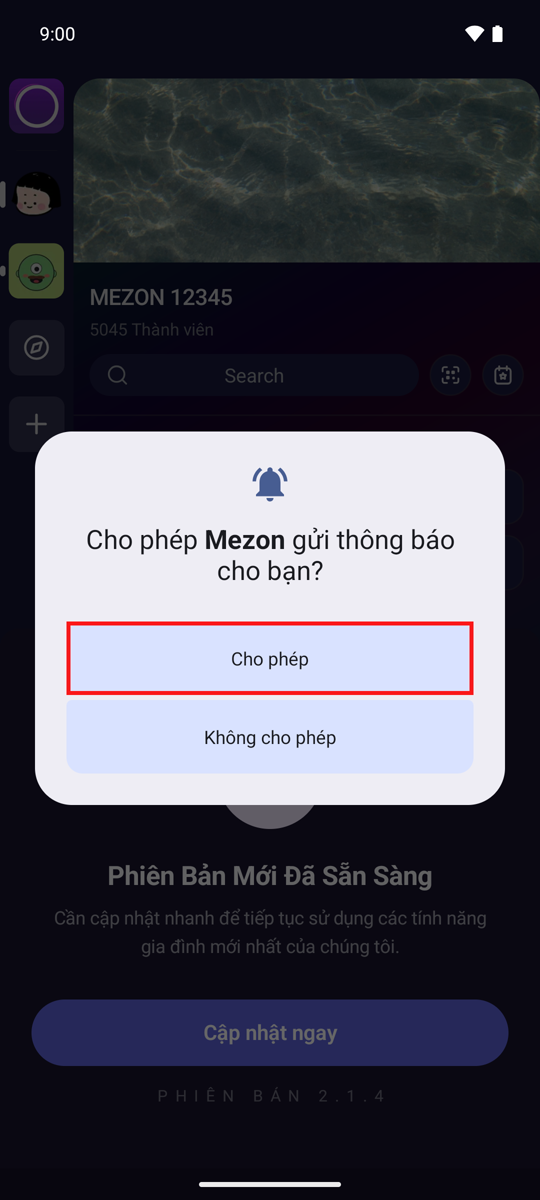 9:00
MEZON 12345
5045 Thành viên
Search
Cho phép Mezon gửi thông báo
cho bạn?
Cho phép
Không cho phép
Phiên Bản Mới Đã Sẵn Sàng
Cần cập nhật nhanh để tiếp tục sử dụng các tính năng
gia đình mới nhất của chúng tôi.
Cập nhật ngay
PHIÊN BẢN 2.1.4